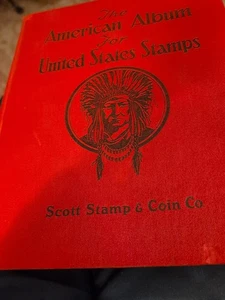 The
American Album
For
United States Stamps
Scott Stamp & Coin Co